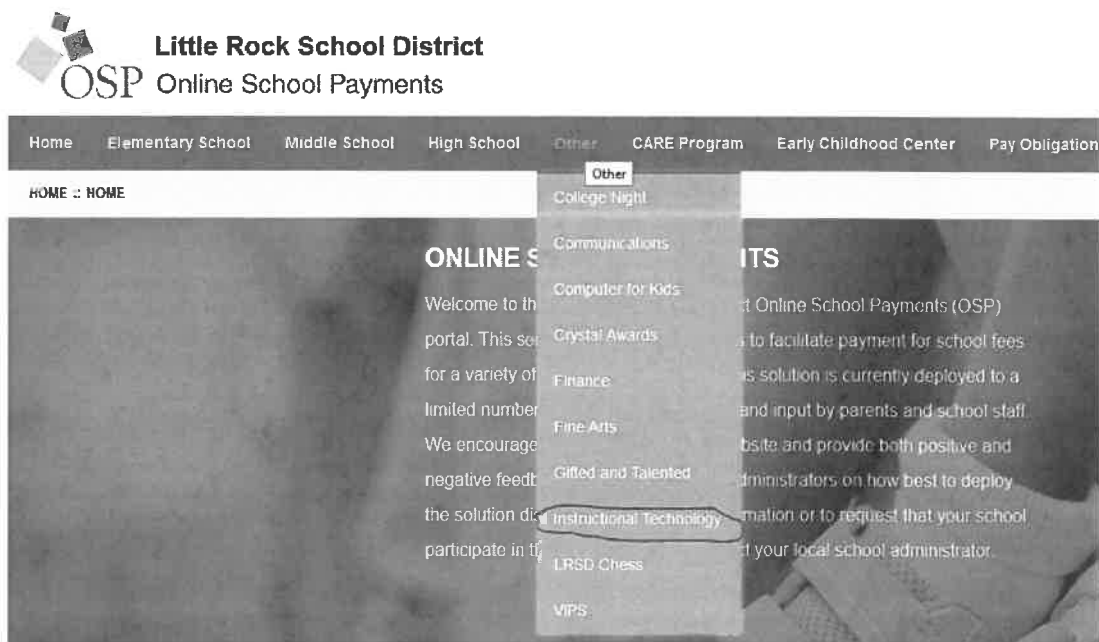 Little Rock School District
OSP Online School Payments
Home Elementary School Middle School High School Other CARE Program Early Childhood Center Pay Obligation
Other
HOME :: HOME
College Night
Communications
Computer for Kids
Crystal Awards
Finance
Fine Arts
Gifted and Talented
Instructional Technology
LRSD Chess
VIPS
ONLINE S ITS
Welcome to th t Online School Payments (OSP)
portal. This ser s to facilitate payment for school fees
for a variety of as solution is currently deployed to a
limited number and input by parents and school staff.
We encourage bsite and provide both positive and
negative feedb dministrators on how best to deploy
the solution dis mation or to request that your school
participate in th t your local school administrator.